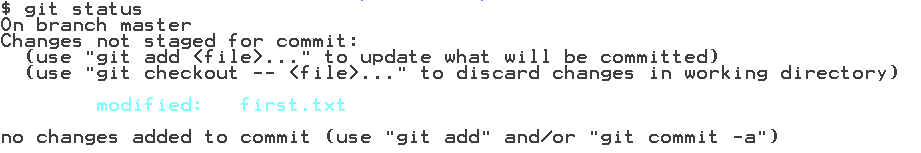 $ git status
On branch master
Changes not staged for commit:
  (use "git add <file>..." to update what will be committed)
  (use "git checkout -- <file>..." to discard changes in working directory)
        modified:   first.txt
no changes added to commit (use "git add" and/or "git commit -a")